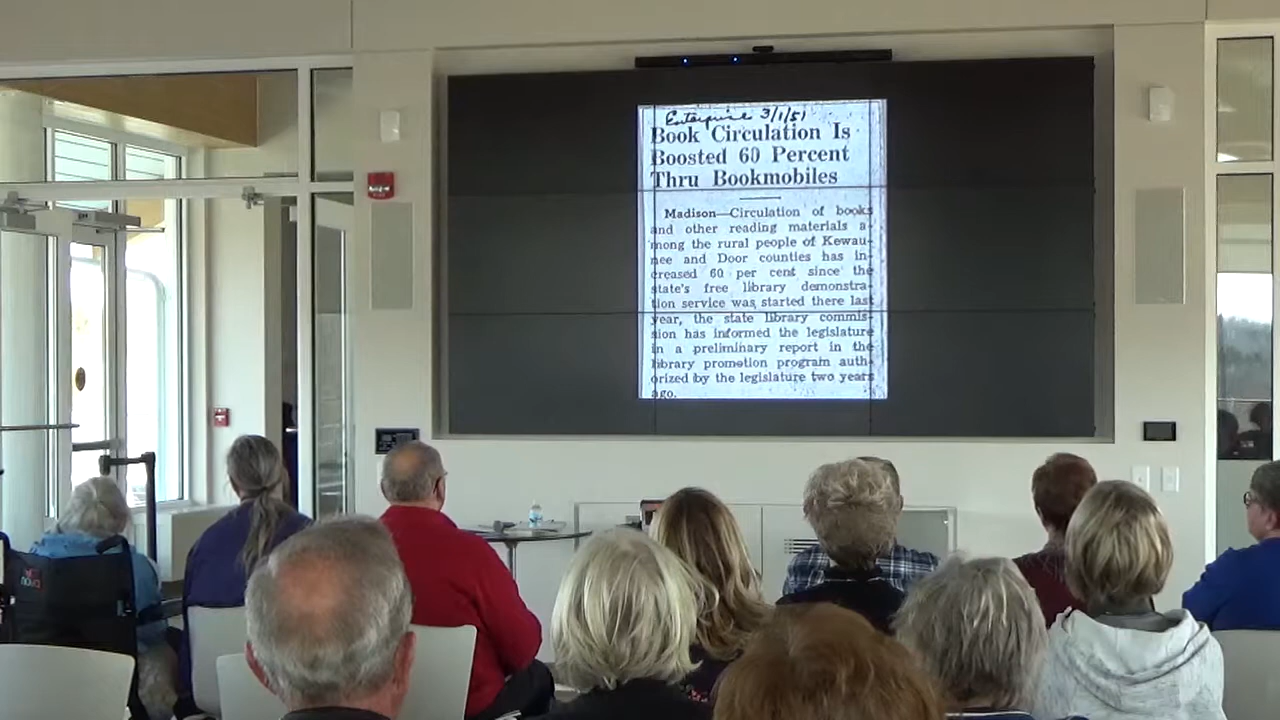 Enterprise 3/1/51
Book Circulation Is
Boosted 60 Percent
Thru Bookmobiles
Madison—Circulation of books
and other reading materials a-
mong the rural people of Kewau-
nee and Door counties has in-
creased 60 per cent since the
state's free library demonstra-
tion service was started there last
year, the state library commis-
sion has informed the legislature
in a preliminary report in the
library promotion program auth-
orized by the legislature two years
ago.